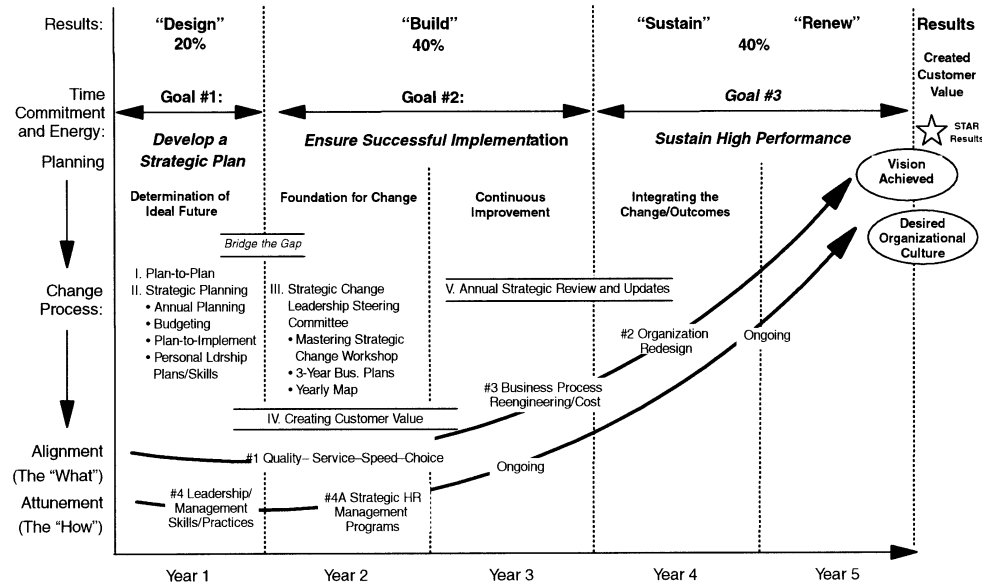 Results:
“Design”
20%
“Build”
40%
“Sustain”
“Renew”
40%
Results
Created
Customer
Value
STAR
Results
Time
Commitment
and Energy:
Goal #1:
Goal #2:
Goal #3
Develop a
Strategic Plan
Ensure Successful Implementation
Sustain High Performance
Planning
Vision
Achieved
Determination of
Ideal Future
Foundation for Change
Continuous
Improvement
Integrating the
Change/Outcomes
Desired
Organizational
Culture
Bridge the Gap
Change
Process:
I. Plan-to-Plan
II. Strategic Planning
• Annual Planning
• Budgeting
• Plan-to-Implement
• Personal Ldrship
Plans/Skills
III. Strategic Change
Leadership Steering
Committee
• Mastering Strategic
Change Workshop
• 3-Year Bus. Plans
• Yearly Map
V. Annual Strategic Review and Updates
#2 Organization
Redesign
Ongoing
#3 Business Process
Reengineering/Cost
IV. Creating Customer Value
Alignment
(The “What”)
#1 Quality– Service–Speed–Choice
Ongoing
Attunement
(The “How”)
#4 Leadership/
Management
Skills/Practices
#4A Strategic HR
Management
Programs
Year 1
Year 2
Year 3
Year 4
Year 5